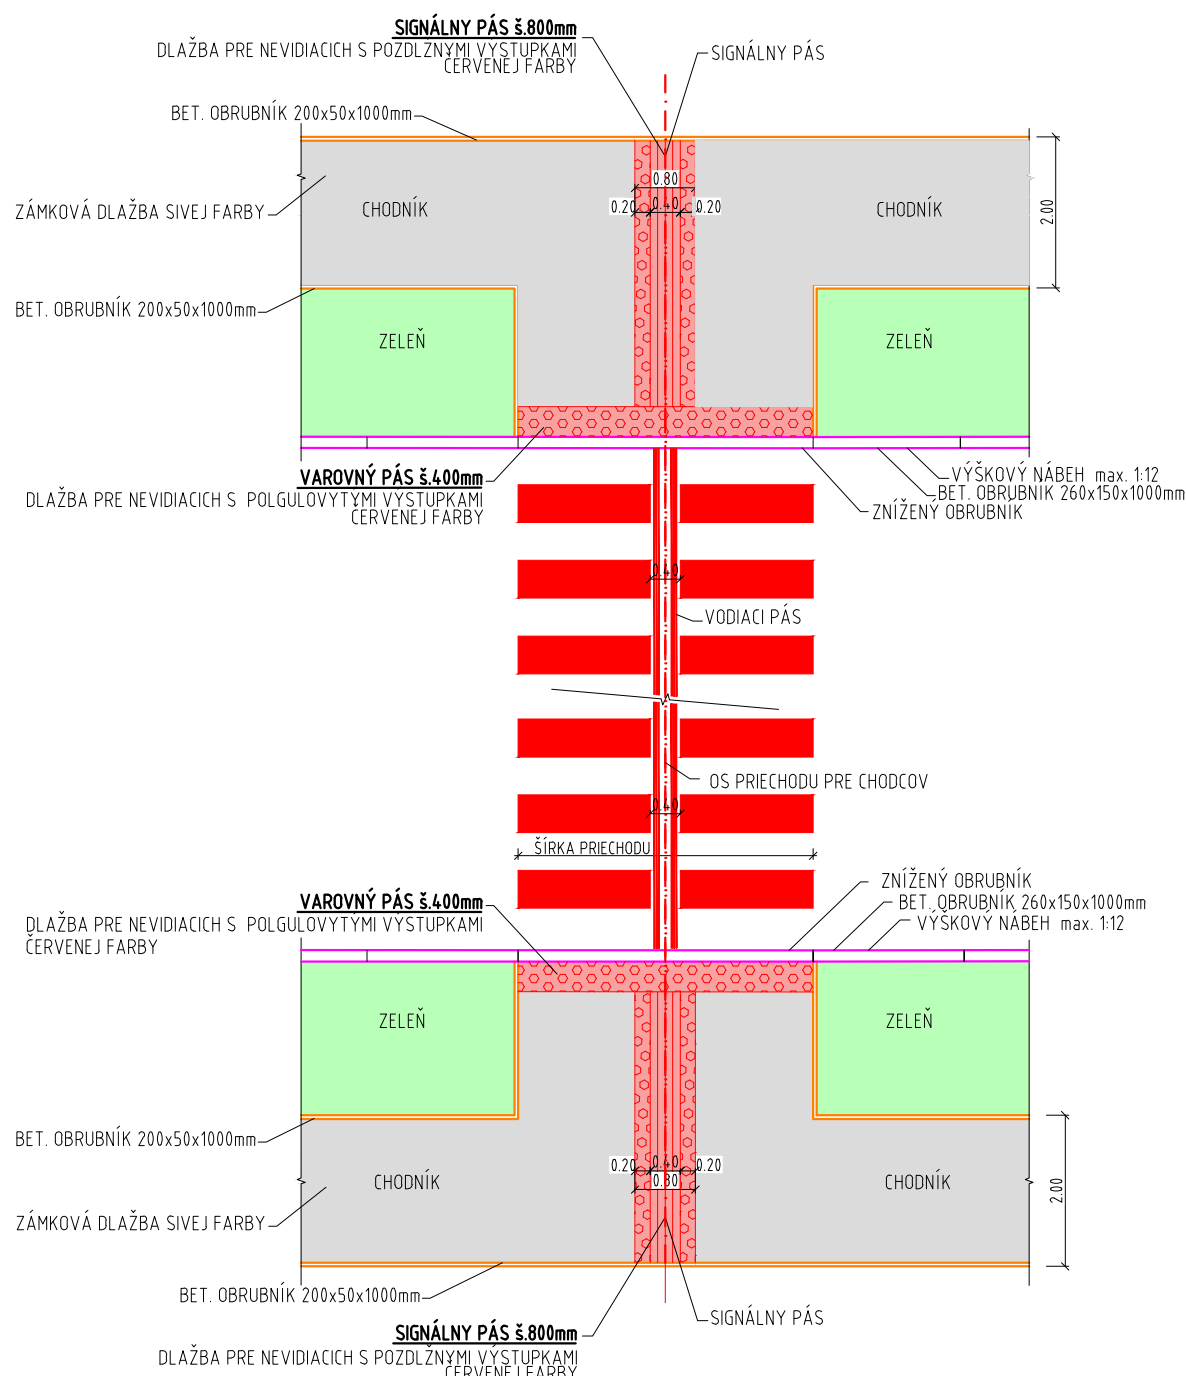 SIGNÁLNY PÁS š.800mm
DLAŽBA PRE NEVIDIACICH S POZDĹŽNYMI VÝSTUPKAMI
ČERVENEJ FARBY
SIGNÁLNY PÁS
BET. OBRUBNÍK 200x50x1000mm
0.80
0.20
0.40
0.20
ZÁMKOVÁ DLAŽBA SIVEJ FARBY
CHODNÍK
CHODNÍK
2.00
BET. OBRUBNÍK 200x50x1000mm
ZELEŇ
ZELEŇ
VAROVNÝ PÁS š.400mm
DLAŽBA PRE NEVIDIACICH S POLGULOVYTÝMI VÝSTUPKAMI
ČERVENEJ FARBY
VÝŠKOVÝ NÁBEH max. 1:12
BET. OBRUBNÍK 260x150x1000mm
ZNÍŽENÝ OBRUBNÍK
0.40
VODIACI PÁS
OS PRIECHODU PRE CHODCOV
0.40
ŠÍRKA PRIECHODU
ZNÍŽENÝ OBRUBNÍK
VAROVNÝ PÁS š.400mm
BET. OBRUBNÍK 260x150x1000mm
DLAŽBA PRE NEVIDIACICH S POLGULOVYTÝMI VÝSTUPKAMI
VÝŠKOVÝ NÁBEH max. 1:12
ČERVENEJ FARBY
ZELEŇ
ZELEŇ
BET. OBRUBNÍK 200x50x1000mm
0.20
0.40
0.20
0.80
CHODNÍK
CHODNÍK
2.00
ZÁMKOVÁ DLAŽBA SIVEJ FARBY
BET. OBRUBNÍK 200x50x1000mm
SIGNÁLNY PÁS
SIGNÁLNY PÁS š.800mm
DLAŽBA PRE NEVIDIACICH S POZDĹŽNYMI VÝSTUPKAMI
ČERVENEJ FARBY